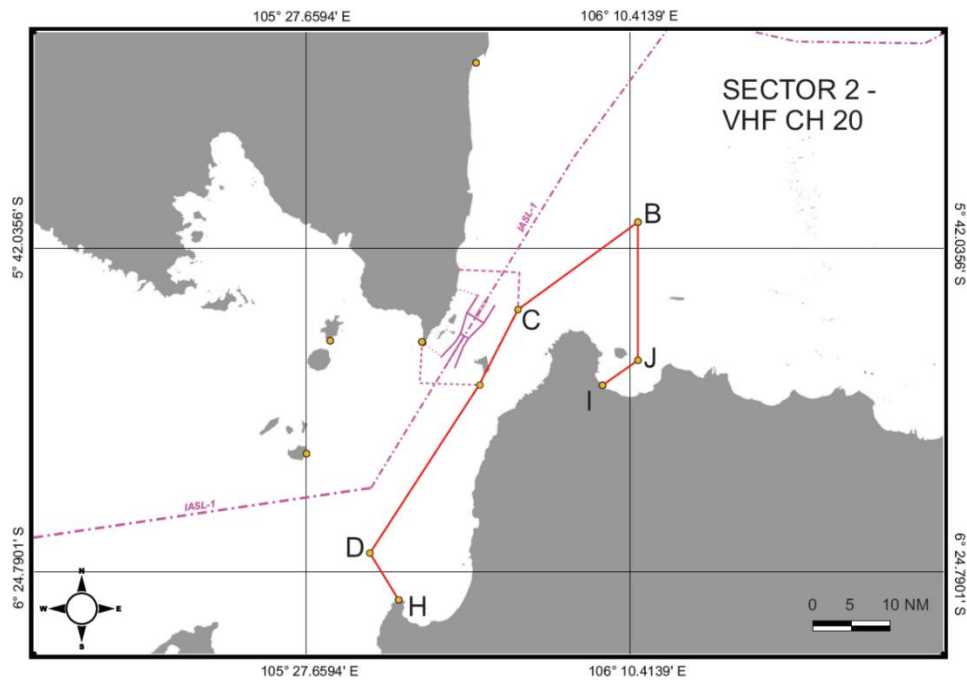 105° 27.6594' E
106° 10.4139' E
SECTOR 2 -
VHF CH 20
IASL-1
B
5° 42.0356' S
5° 42.0356' S
C
J
I
IASL-1
D
6° 24.7901' S
6° 24.7901' S
H
N
W
E
S
0 5 10 NM
105° 27.6594' E
106° 10.4139' E